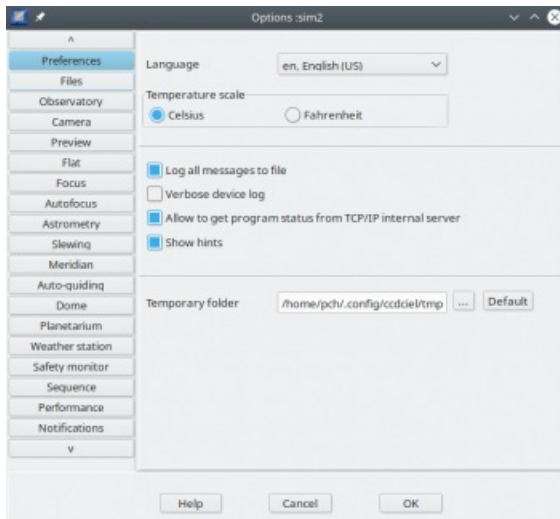 Options :sim2
^
Preferences
Files
Observatory
Camera
Preview
Flat
Focus
Autofocus
Astrometry
Slewing
Meridian
Auto-guiding
Dome
Planetarium
Weather station
Safety monitor
Sequence
Performance
Notifications
v
Language
en, English (US)
Temperature scale
Celsius Fahrenheit
Log all messages to file
Verbose device log
Allow to get program status from TCP/IP internal server
Show hints
Temporary folder /home/pch/.config/ccdciel/tmp ... Default
Help Cancel OK